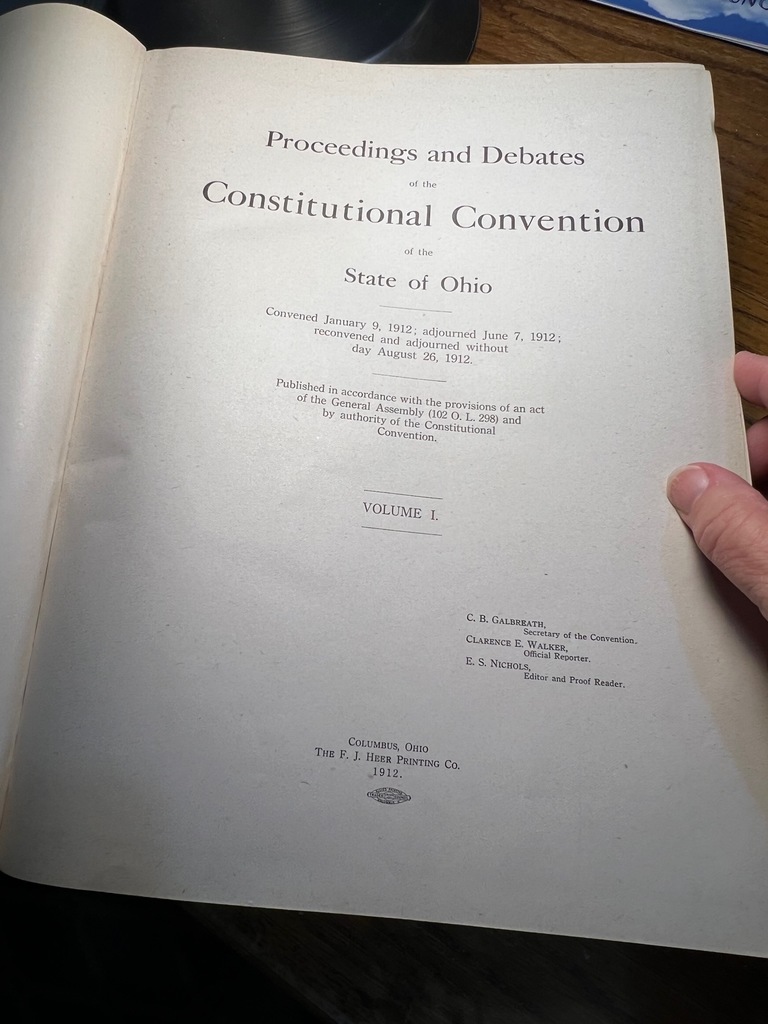 Proceedings and Debates
of the
Constitutional Convention
of the
State of Ohio
Convened January 9, 1912; adjourned June 7, 1912;
reconvened and adjourned without
day August 26, 1912.
Published in accordance with the provisions of an act
of the General Assembly (102 O. L. 298) and
by authority of the Constitutional
Convention.
VOLUME I.
C. B. GALBREATH,
Secretary of the Convention.
CLARENCE E. WALKER,
Official Reporter.
E. S. NICHOLS,
Editor and Proof Reader.
COLUMBUS, OHIO
THE F. J. HEER PRINTING CO.
1912.